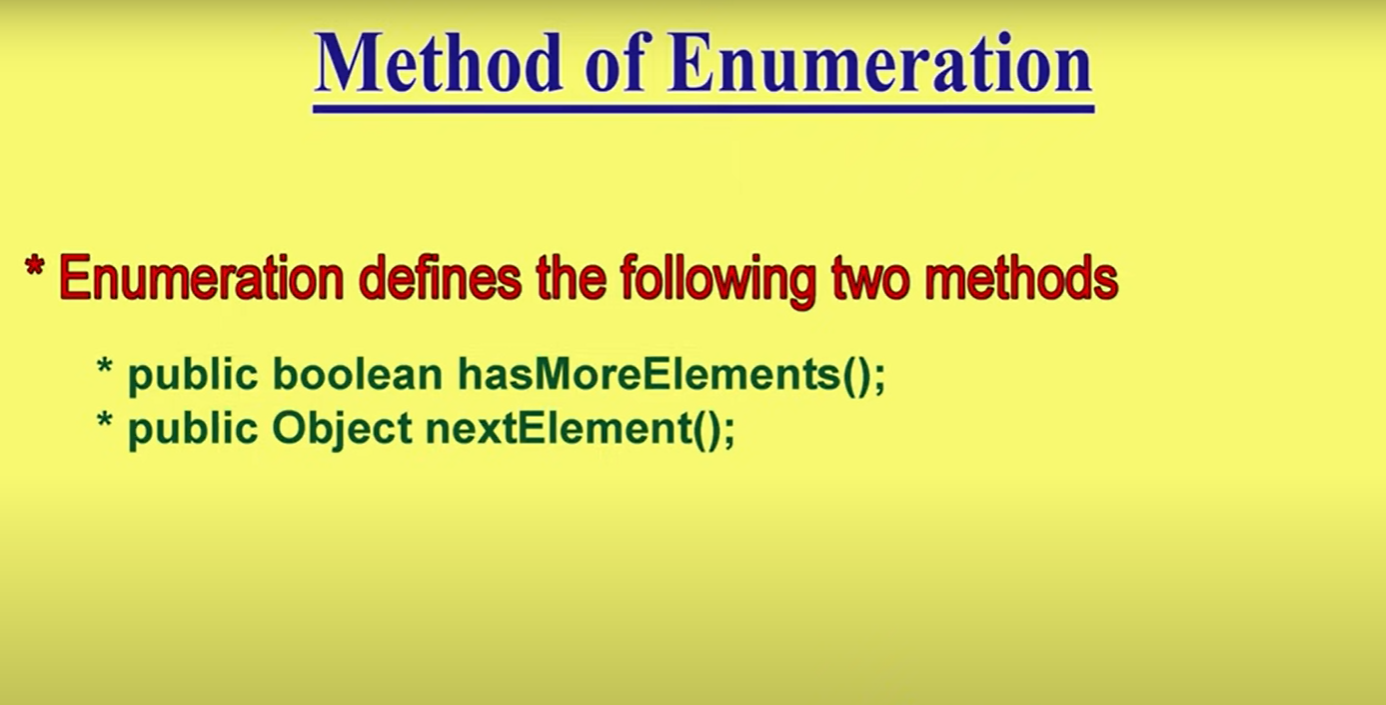 Method of Enumeration
* Enumeration defines the following two methods
* public boolean hasMoreElements();
* public Object nextElement();